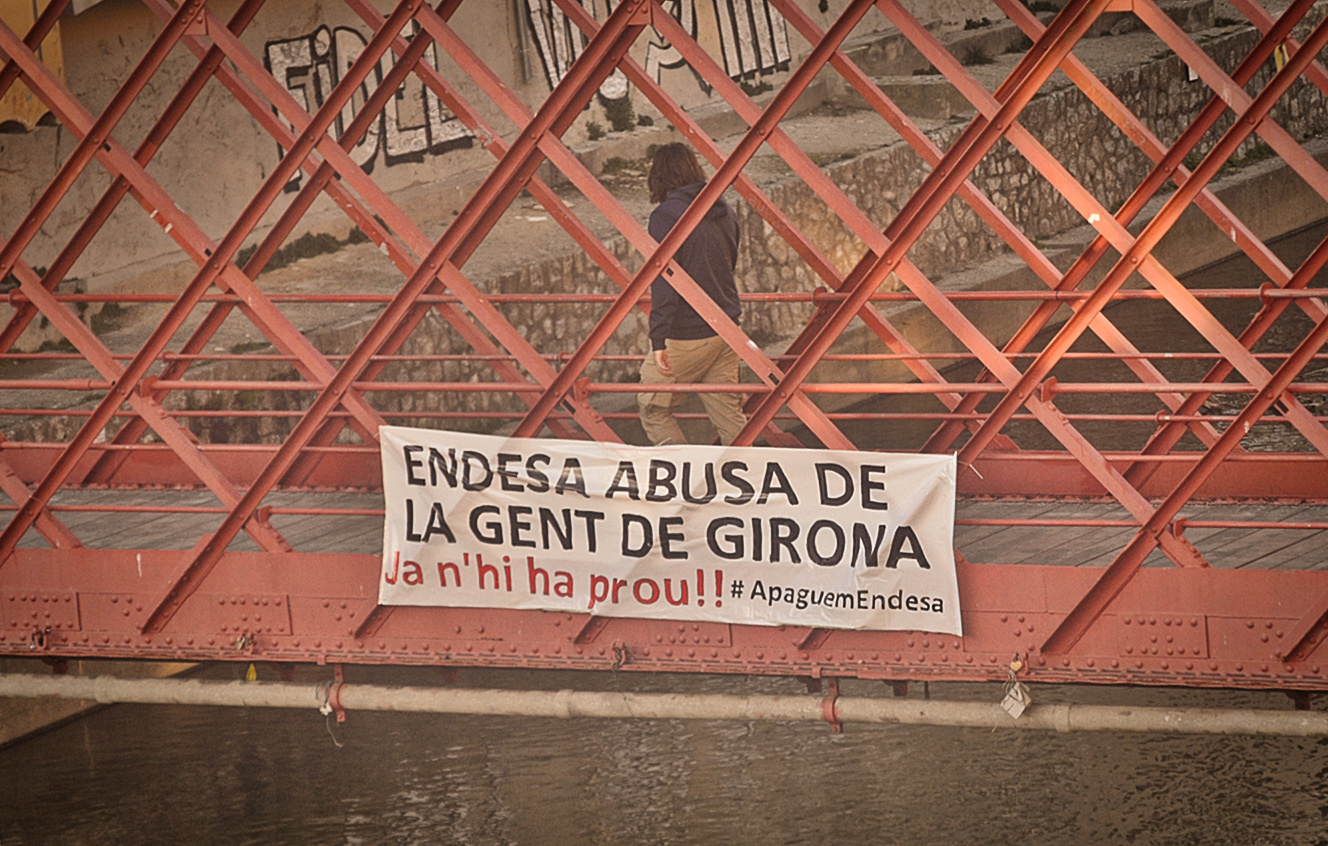 ENDESA ABUSA DE
LA GENT DE GIRONA
Ja n'hi ha prou!! #ApaguemEndesa